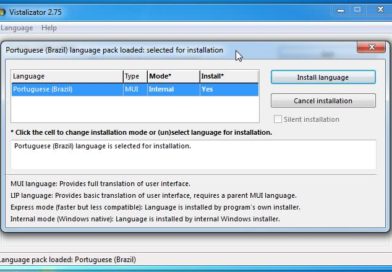 Vistalizator 2.75
Language Help
Portuguese (Brazil) language pack loaded: selected for installation
Language Type Mode* Install*
Portuguese (Brazil) MUI Internal Yes
Install language
Cancel installation
Silent installation
* Click the cell to change installation mode or (un)select language for installation.
Portuguese (Brazil) language is selected for installation.
MUI language: Provides full translation of user interface.
LIP language: Provides basic translation of user interface, requires a parent MUI language.
Express mode (faster but less compatible): Language is installed by program's own installer.
Internal mode (Windows native): Language is installed by internal Windows installer.
Language pack loaded: Portuguese (Brazil)